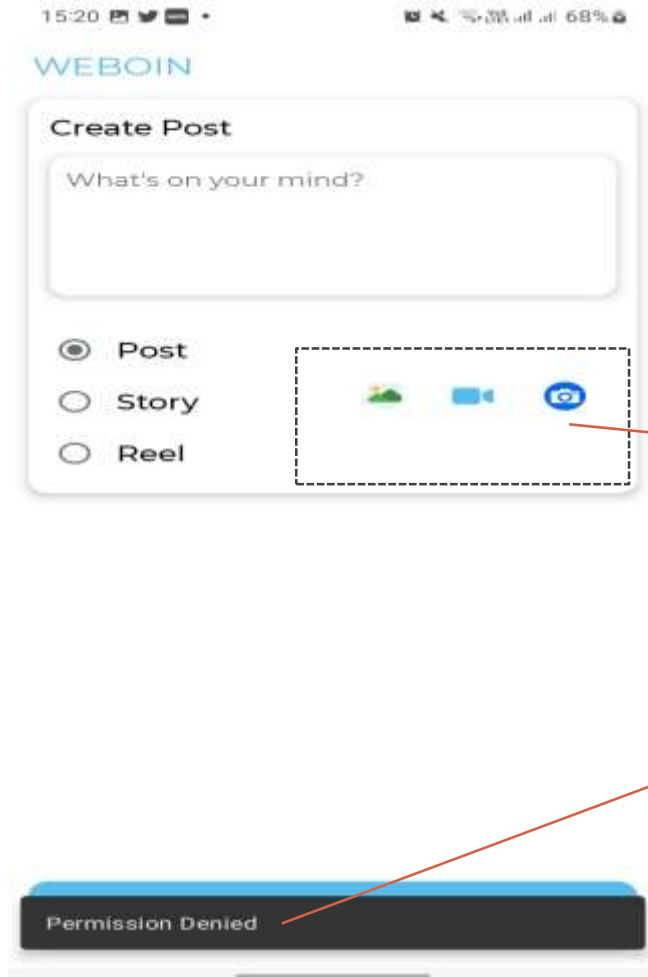 15:20
68%
WEBOIN
Create Post
What's on your mind?
Post
Story
Reel
Permission Denied